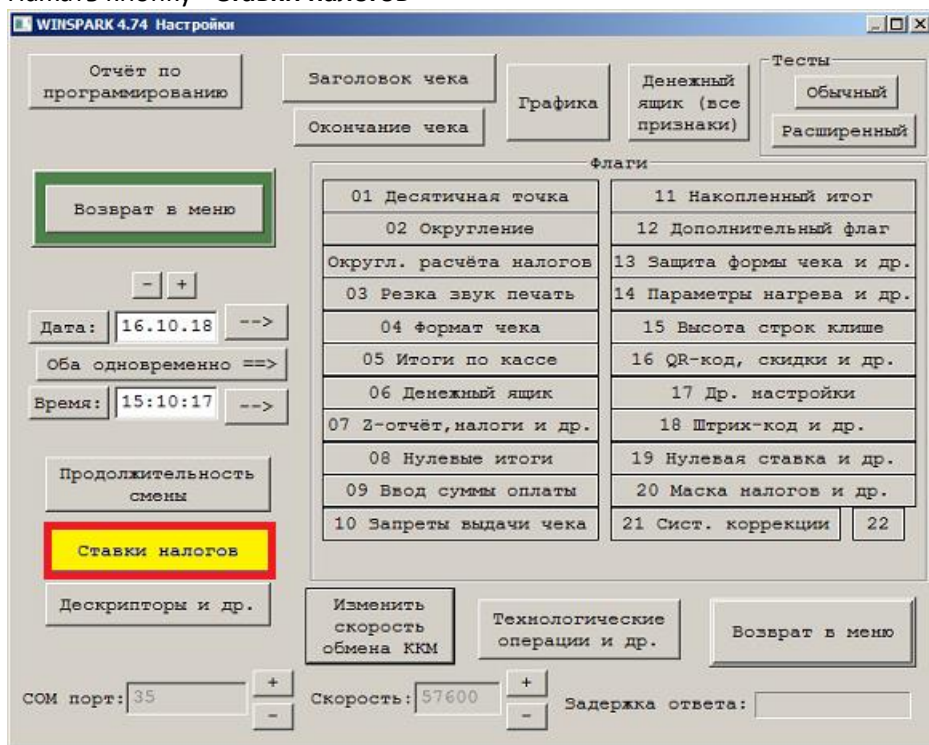 Нажать кнопку "Ставки налогов"
WINSPARK 4.74 Настройки
Отчёт по
программированию
Заголовок чека
Окончание чека
Графика
Денежный
ящик (все
признаки)
Тесты
Обычный
Расширенный
Возврат в меню
- +
Дата: 16.10.18 -->
Оба одновременно ==>
Время: 15:10:17 -->
Продолжительность
смены
Ставки налогов
Дескрипторы и др.
Флаги
01 Десятичная точка
02 Округление
Округл. расчёта налогов
03 Резка звук печать
04 Формат чека
05 Итоги по кассе
06 Денежный ящик
07 Z-отчёт,налоги и др.
08 Нулевые итоги
09 Ввод суммы оплаты
10 Запреты выдачи чека
11 Накопленный итог
12 Дополнительный флаг
13 Защита формы чека и др.
14 Параметры нагрева и др.
15 Высота строк клише
16 QR-код, скидки и др.
17 Др. настройки
18 Штрих-код и др.
19 Нулевая ставка и др.
20 Маска налогов и др.
21 Сист. коррекции 22
Изменить
скорость
обмена ККМ
Технологические
операции и др.
Возврат в меню
COM порт: 35 + -
Скорость: 57600 + -
Задержка ответа: